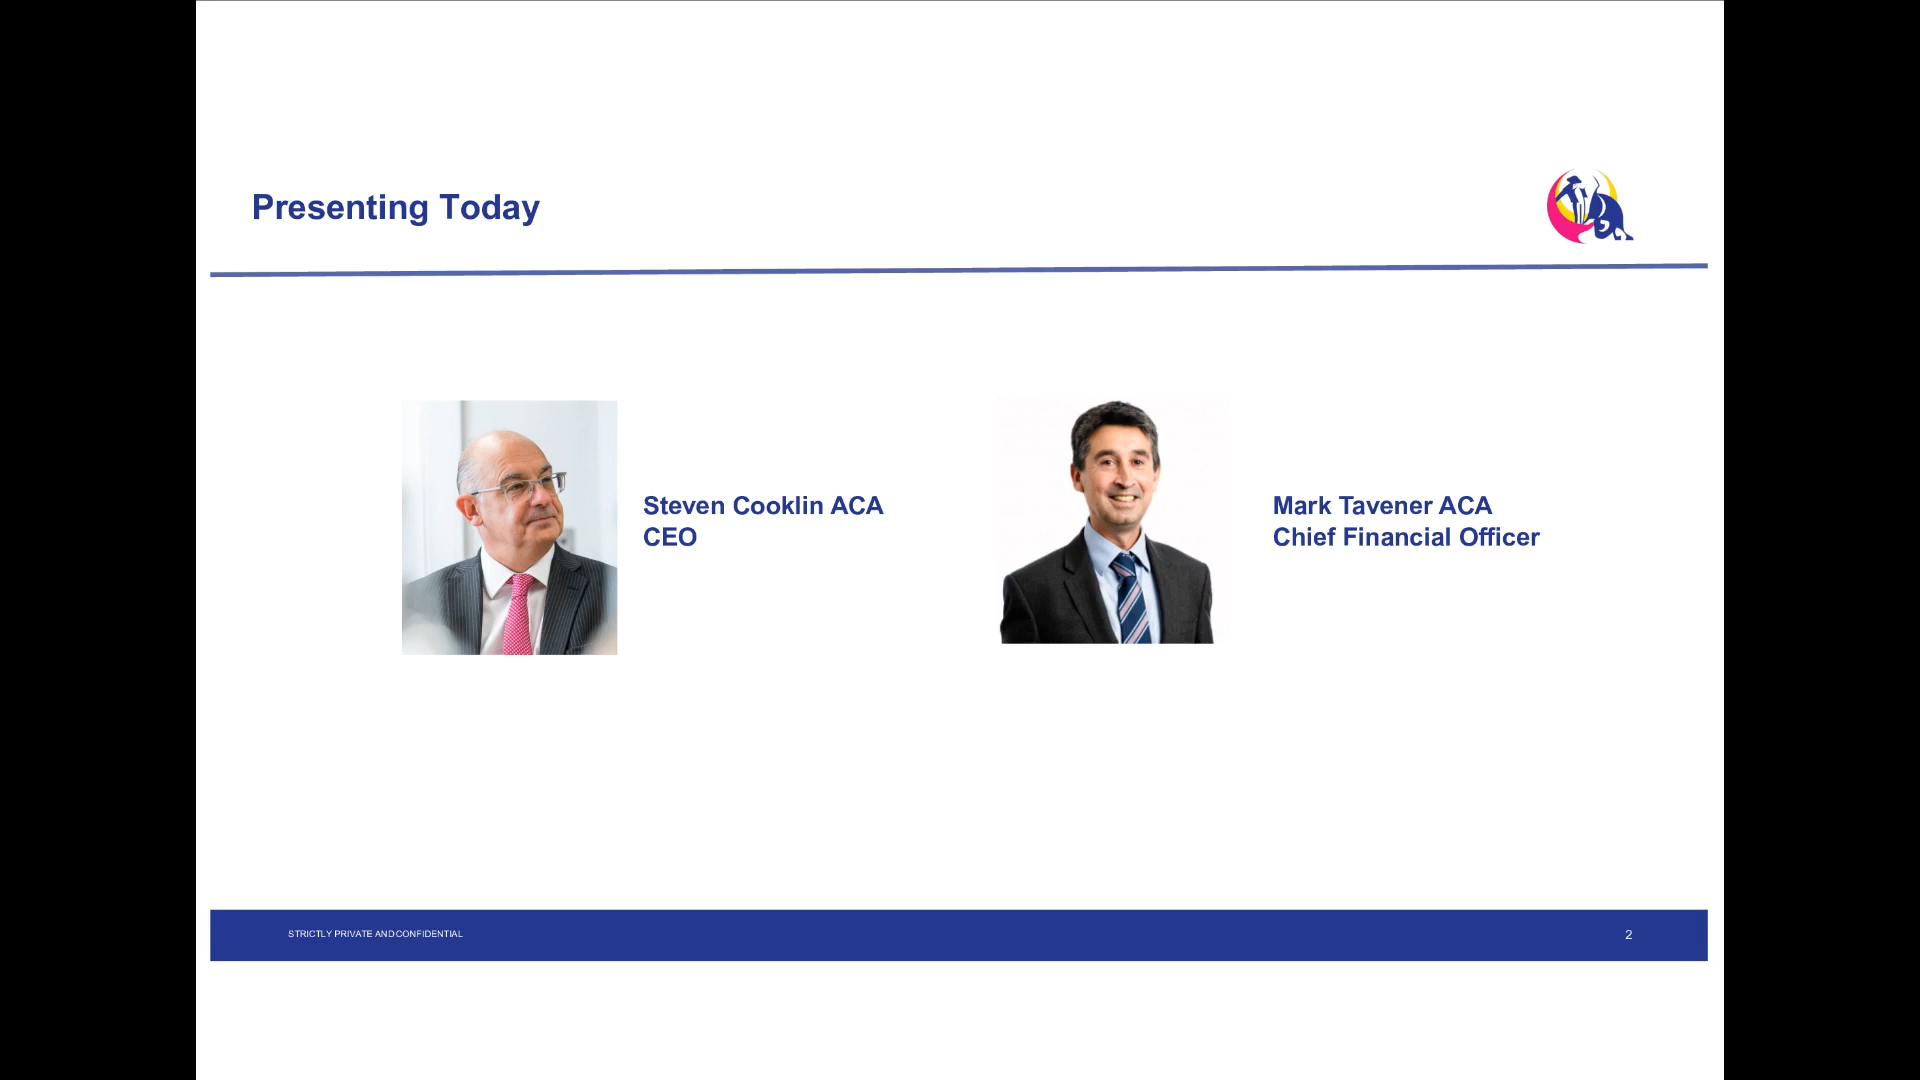 Presenting Today
Steven Cooklin ACA
CEO
Mark Tavener ACA
Chief Financial Officer
STRICTLY PRIVATE AND CONFIDENTIAL
2